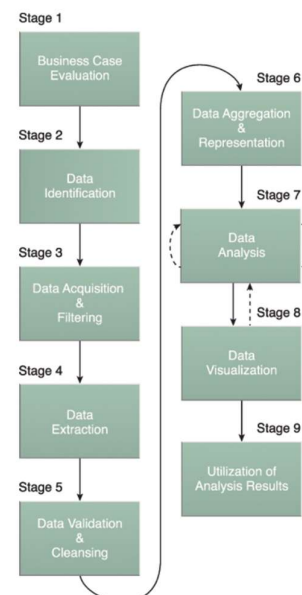 Stage 1
Business Case
Evaluation
Stage 2
Data
Identification
Stage 3
Data Acquisition
&
Filtering
Stage 4
Data
Extraction
Stage 5
Data Validation
&
Cleansing
Stage 6
Data Aggregation
&
Representation
Stage 7
Data
Analysis
Stage 8
Data
Visualization
Stage 9
Utilization of
Analysis Results